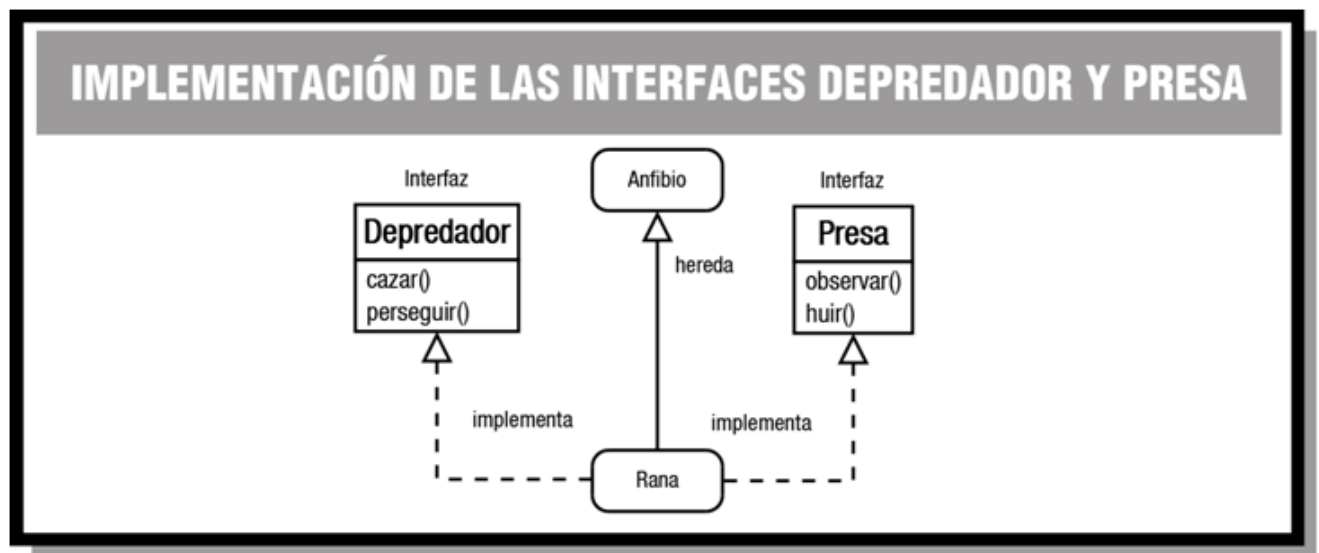 IMPLEMENTACIÓN DE LAS INTERFACES DEPREDADOR Y PRESA
Interfaz
Depredador
cazar()
perseguir()
Anfibio
hereda
Interfaz
Presa
observar()
huir()
implementa
implementa
Rana